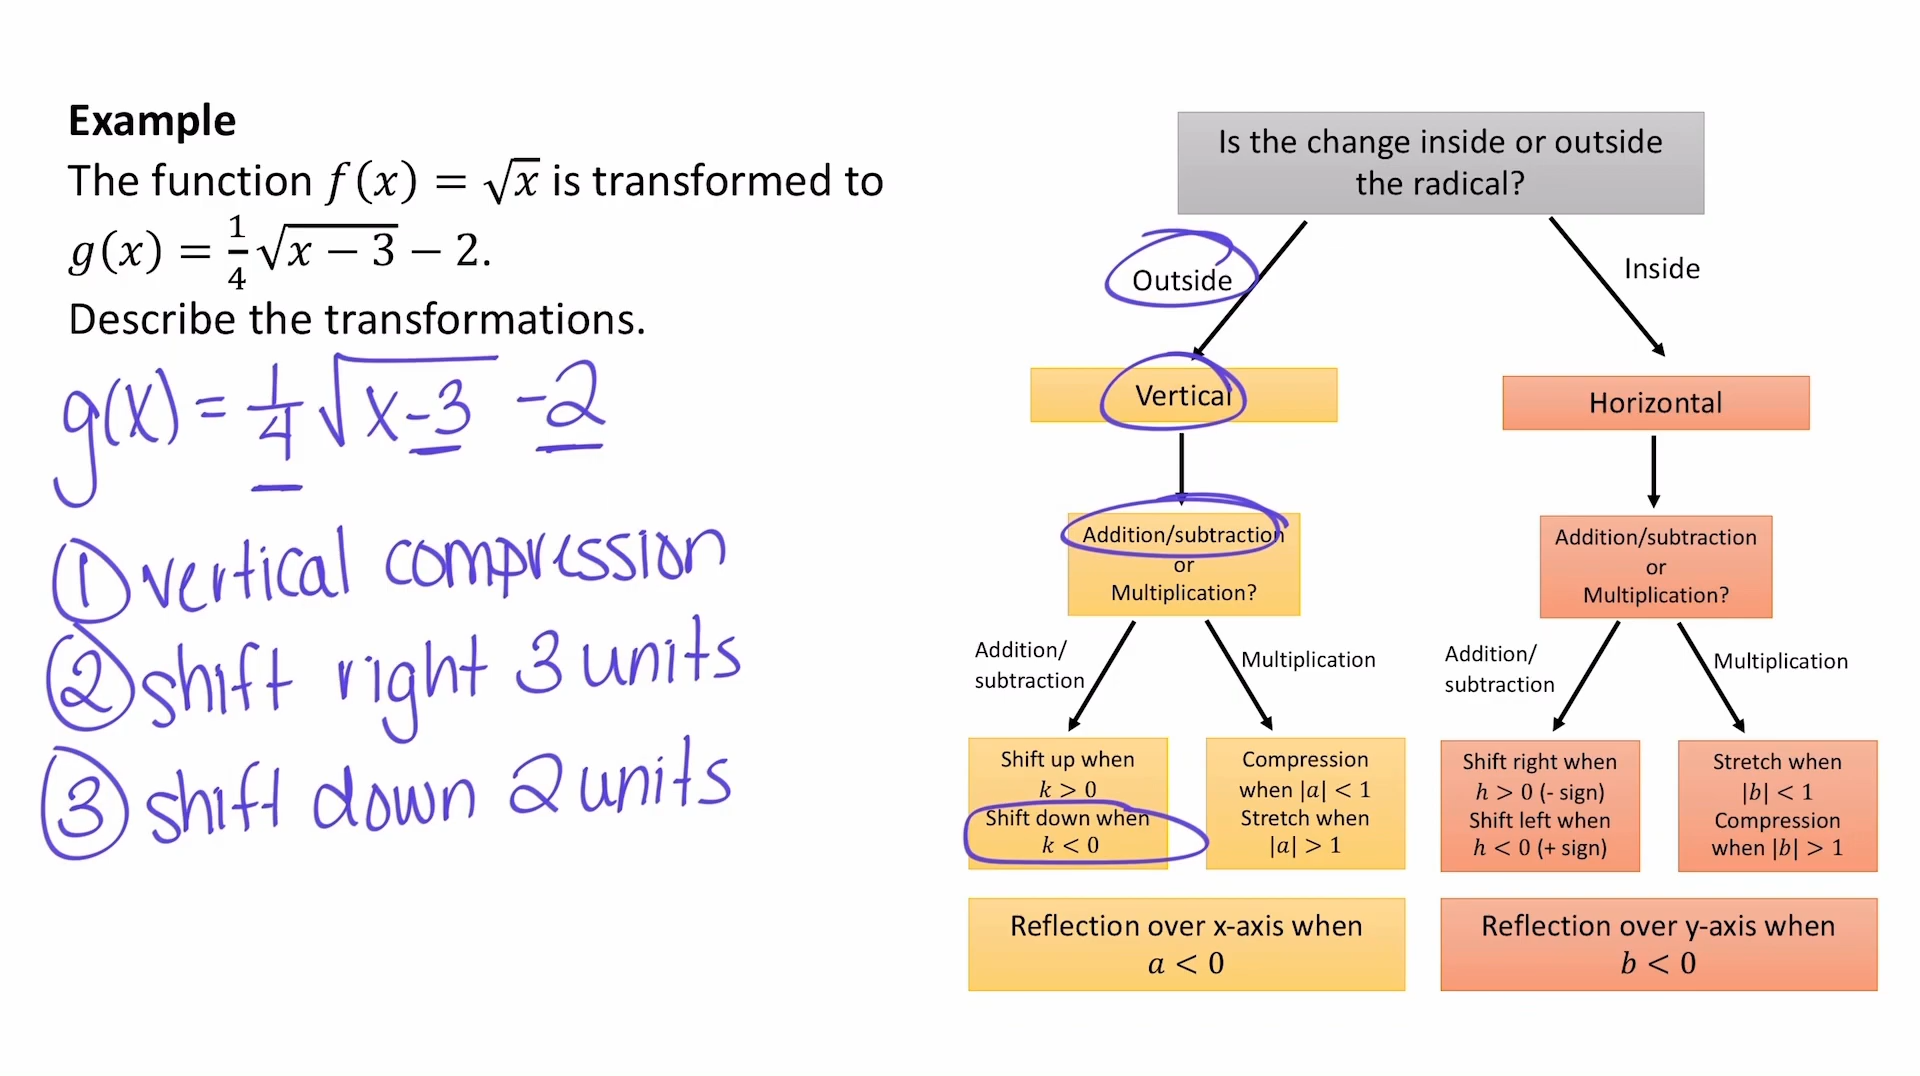 Example
The function f(x) = √x is transformed to
g(x) = 1/4 √(x − 3) − 2.
Describe the transformations.
g(x) = 1/4 √(x-3) -2
① vertical compression
② shift right 3 units
③ shift down 2 units
Is the change inside or outside
the radical?
Outside
Inside
Vertical
Horizontal
Addition/subtraction
or
Multiplication?
Addition/subtraction
or
Multiplication?
Addition/
subtraction
Multiplication
Addition/
subtraction
Multiplication
Shift up when
k > 0
Shift down when
k < 0
Compression
when |a| < 1
Stretch when
|a| > 1
Shift right when
h > 0 (- sign)
Shift left when
h < 0 (+ sign)
Stretch when
|b| < 1
Compression
when |b| > 1
Reflection over x-axis when
a < 0
Reflection over y-axis when
b < 0